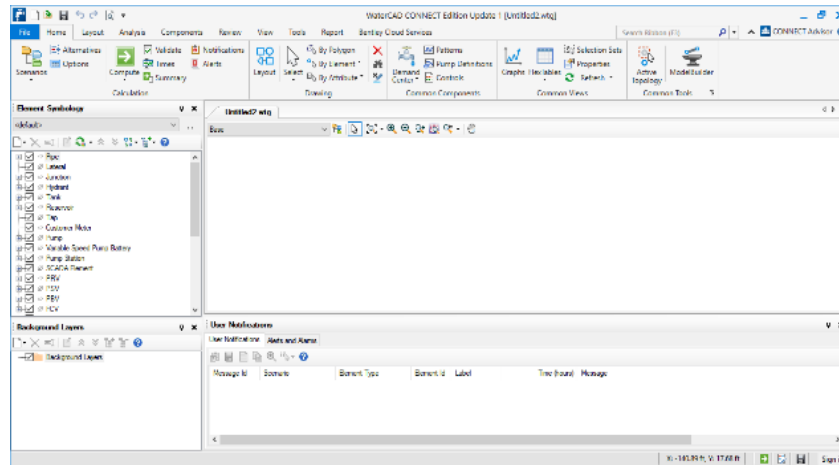 WaterCAD CONNECT Edition Update 1 [Untitled2.wtg]
File Home Layout Analysis Components Review View Tools Report Bentley Cloud Services Search Ribbon (F3) CONNECT Advisor
Scenarios
Alternatives
Options
Compute
Validate
Times
Summary
Notifications
Alerts
Calculation
Layout
Select
By Polygon
By Element
By Attribute
Drawing
Demand Center
Patterns
Pump Definitions
Controls
Common Components
Graphs
FlexTables
Selection Sets
Properties
Refresh
Common Views
Active Topology
ModelBuilder
Common Tools
Element Symbology
<default>
Pipe
Lateral
Junction
Hydrant
Tank
Reservoir
Tap
Customer Meter
Pump
Variable Speed Pump Battery
Pump Station
SCADA Element
PRV
PSV
PBV
FCV
Background Layers
Background Layers
Untitled2.wtg
Base
User Notifications
User Notifications Alerts and Alarms
Message Id Scenario Element Type Element Id Label Time (hours) Message
Sign